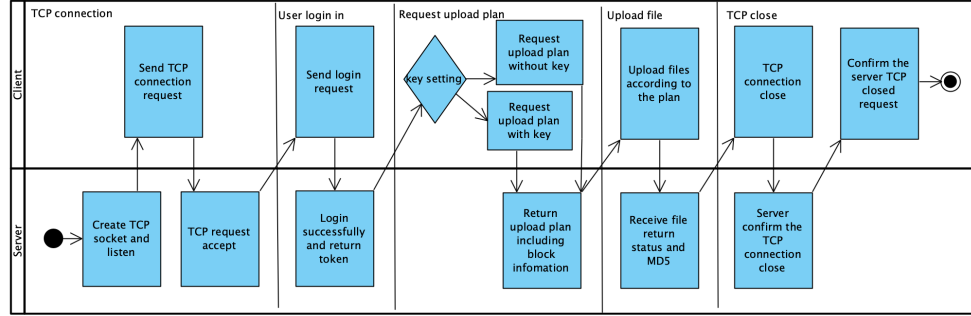 TCP connection
User login in
Request upload plan
Upload file
TCP close
Client
Send TCP
connection
request
Send login
request
key setting
Request
upload plan
without key
Request
upload plan
with key
Upload files
according to
the plan
TCP
connection
close
Confirm the
server TCP
closed
request
Server
Create TCP
socket and
listen
TCP request
accept
Login
successfully
and return
token
Return
upload plan
including
block
infomation
Receive file
return
status and
MD5
Server
confirm the
TCP
connection
close